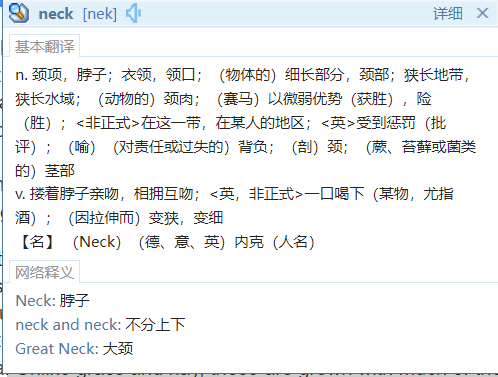 neck [nek] 详细
基本翻译
n. 颈项，脖子；衣领，领口；（物体的）细长部分，颈部；狭长地带，
狭长水域；（动物的）颈肉；（赛马）以微弱优势（获胜），险
（胜）；<非正式>在这一带，在某人的地区；<英>受到惩罚（批
评）；（喻）（对责任或过失的）背负；（剖）颈；（蕨、苔藓或菌类
的）茎部
v. 搂着脖子亲吻，相拥互吻；<英，非正式>一口喝下（某物，尤指
酒）；（因拉伸而）变狭，变细
【名】（Neck）（德、意、英）内克（人名）
网络释义
Neck: 脖子
neck and neck: 不分上下
Great Neck: 大颈